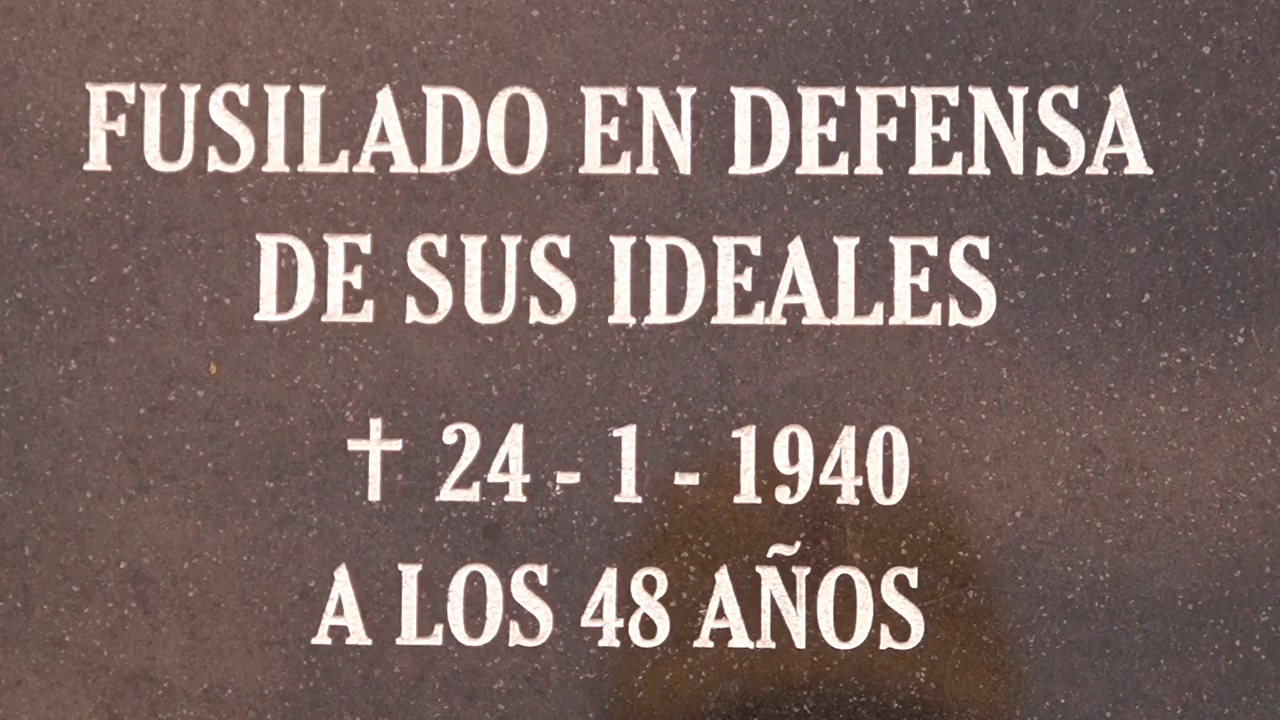 FUSILADO EN DEFENSA
DE SUS IDEALES
† 24 - 1 - 1940
A LOS 48 AÑOS